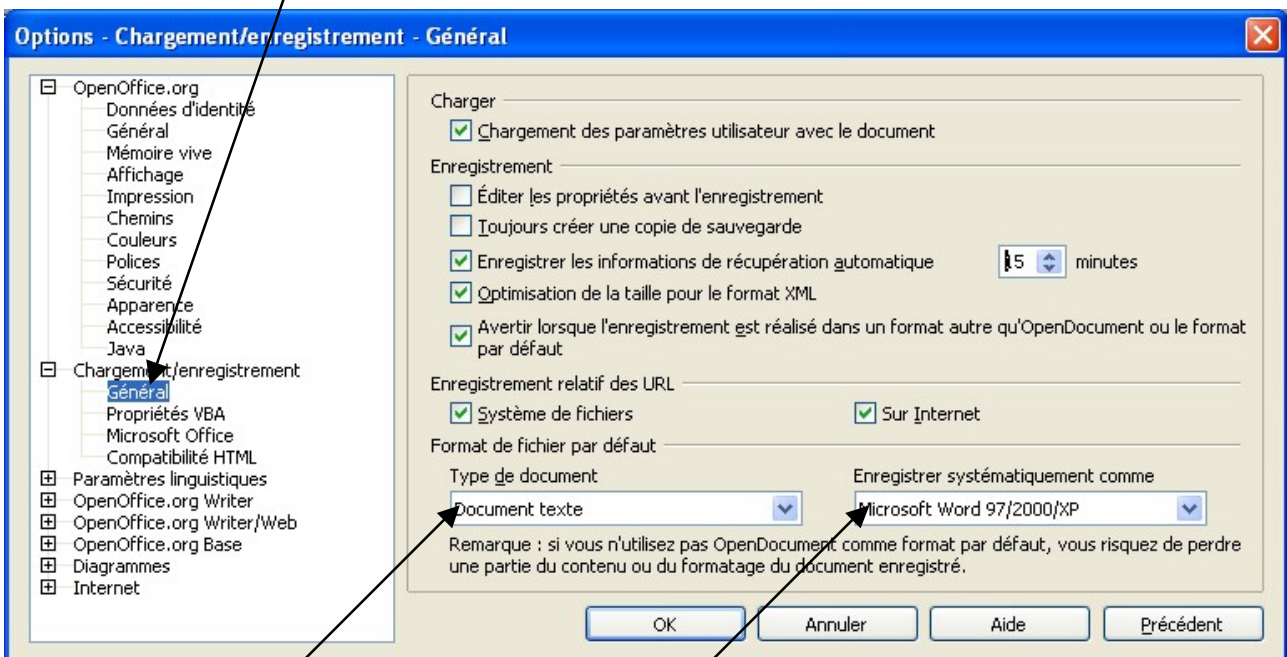 Options - Chargement/enregistrement - Général
OpenOffice.org
Données d'identité
Général
Mémoire vive
Affichage
Impression
Chemins
Couleurs
Polices
Sécurité
Apparence
Accessibilité
Java
Chargement/enregistrement
Général
Propriétés VBA
Microsoft Office
Compatibilité HTML
Paramètres linguistiques
OpenOffice.org Writer
OpenOffice.org Writer/Web
OpenOffice.org Base
Diagrammes
Internet
Charger
Chargement des paramètres utilisateur avec le document
Enregistrement
Éditer les propriétés avant l'enregistrement
Toujours créer une copie de sauvegarde
Enregistrer les informations de récupération automatique 15 minutes
Optimisation de la taille pour le format XML
Avertir lorsque l'enregistrement est réalisé dans un format autre qu'OpenDocument ou le format
par défaut
Enregistrement relatif des URL
Système de fichiers Sur Internet
Format de fichier par défaut
Type de document Enregistrer systématiquement comme
Document texte Microsoft Word 97/2000/XP
Remarque : si vous n'utilisez pas OpenDocument comme format par défaut, vous risquez de perdre
une partie du contenu ou du formatage du document enregistré.
OK Annuler Aide Précédent